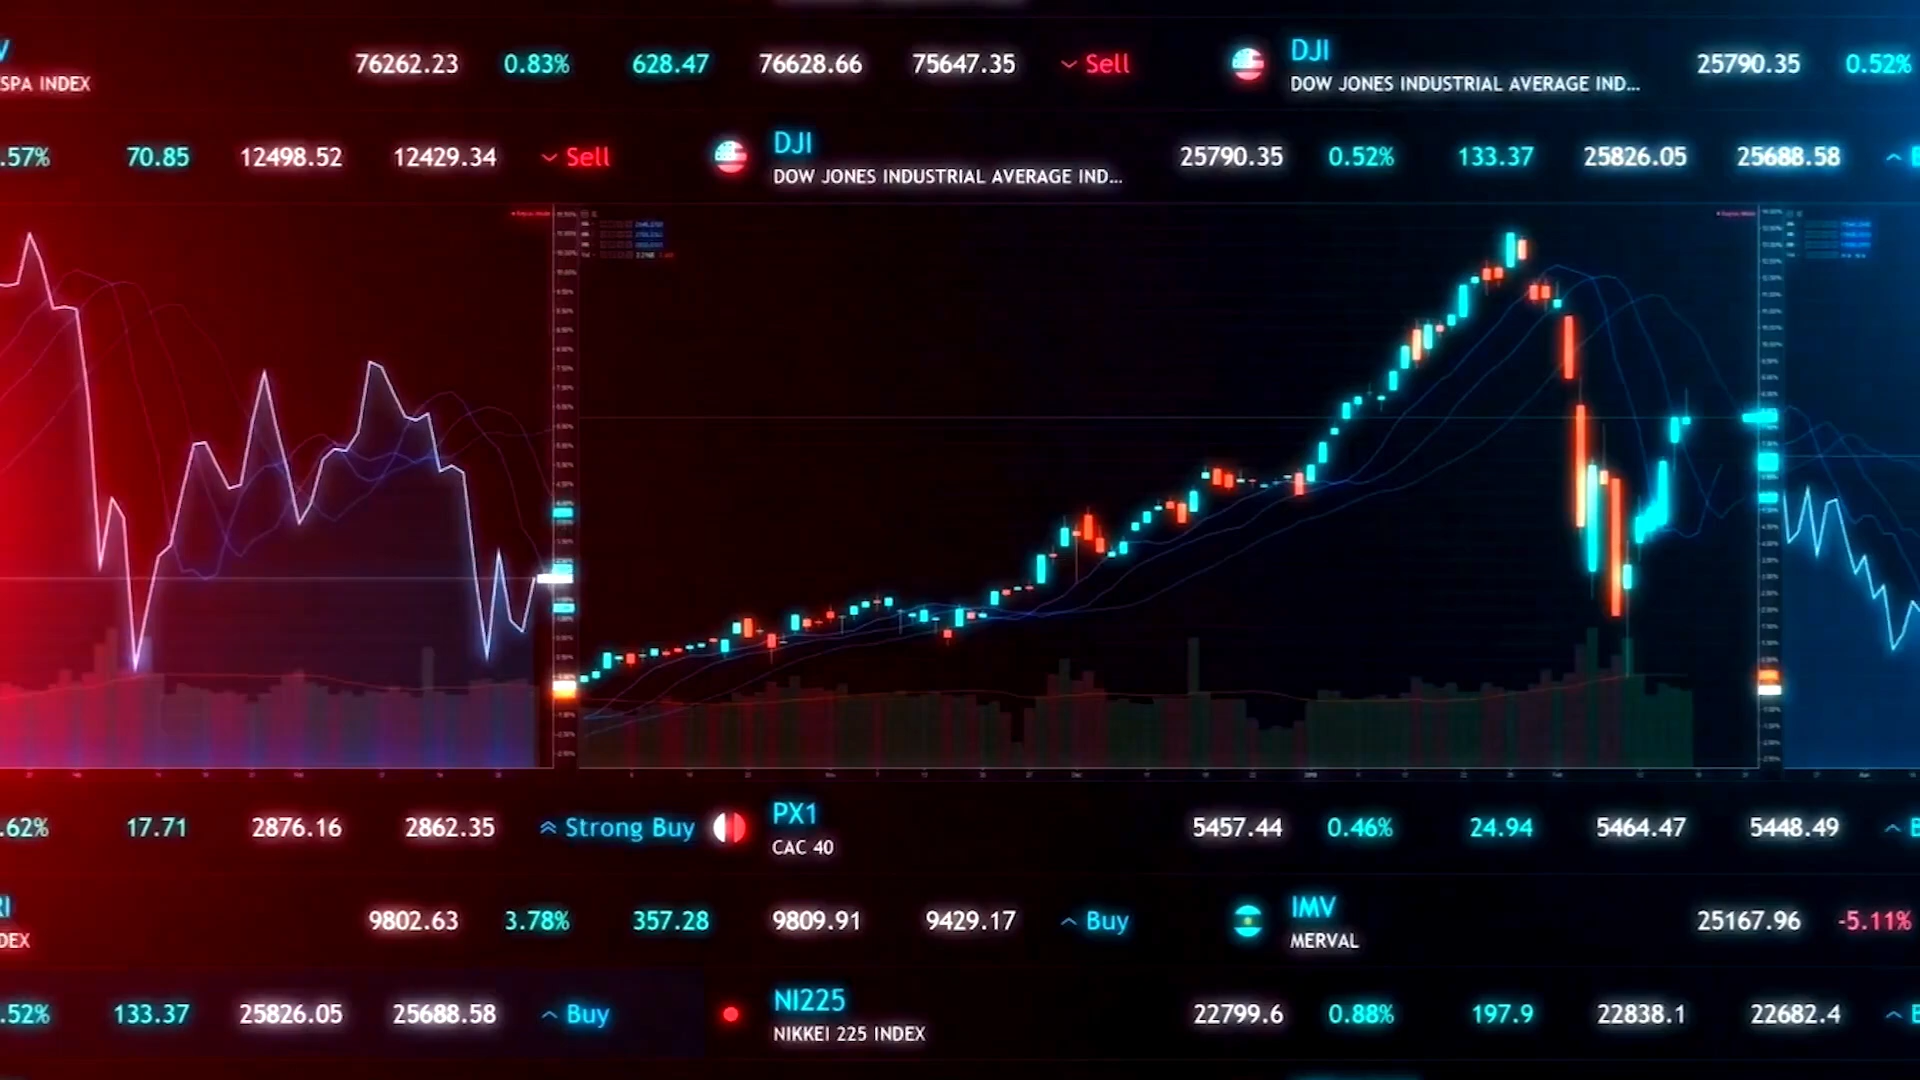 V 76262.23 0.83% 628.47 76628.66 75647.35 Sell DJI 25790.35 0.52%
SPA INDEX DOW JONES INDUSTRIAL AVERAGE IND...
.57% 70.85 12498.52 12429.34 Sell DJI 25790.35 0.52% 133.37 25826.05 25688.58
DOW JONES INDUSTRIAL AVERAGE IND...
.62% 17.71 2876.16 2862.35 Strong Buy PX1 5457.44 0.46% 24.94 5464.47 5448.49
CAC 40
RI 9802.63 3.78% 357.28 9809.91 9429.17 Buy IMV 25167.96 -5.11%
DEX MERVAL
.52% 133.37 25826.05 25688.58 Buy NI225 22799.6 0.88% 197.9 22838.1 22682.4
NIKKEI 225 INDEX